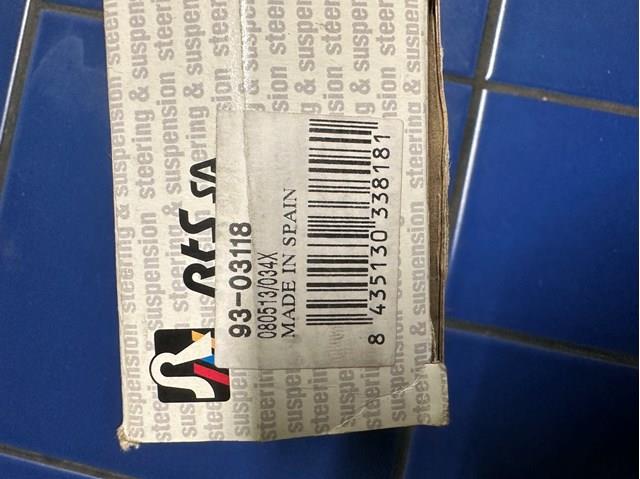 steering & suspension steering & suspension
RTS SA
93-03118
080513/034X
MADE IN SPAIN
8 435130 338181